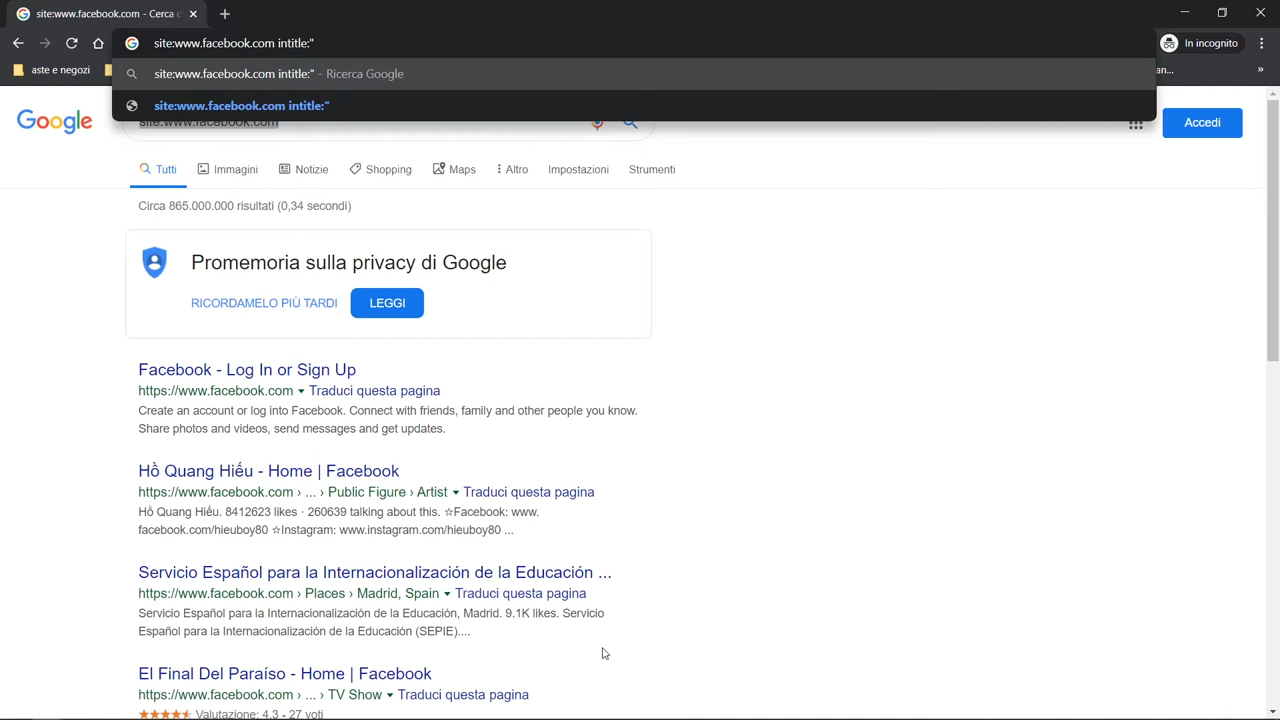 site:www.facebook.com - Cerca c
site:www.facebook.com intitle:"
In incognito
site:www.facebook.com intitle:" - Ricerca Google
aste e negozi
an...
»
site:www.facebook.com intitle:"
Google
site:www.facebook.com
Accedi
Tutti
Immagini
Notizie
Shopping
Maps
Altro
Impostazioni
Strumenti
Circa 865.000.000 risultati (0,34 secondi)
Promemoria sulla privacy di Google
RICORDAMELO PIÙ TARDI
LEGGI
Facebook - Log In or Sign Up
https://www.facebook.com ▾ Traduci questa pagina
Create an account or log into Facebook. Connect with friends, family and other people you know.
Share photos and videos, send messages and get updates.
Hồ Quang Hiếu - Home | Facebook
https://www.facebook.com › ... › Public Figure › Artist ▾ Traduci questa pagina
Hồ Quang Hiếu. 8412623 likes · 260639 talking about this. ☆Facebook: www.
facebook.com/hieuboy80 ☆Instagram: www.instagram.com/hieuboy80 ...
Servicio Español para la Internacionalización de la Educación ...
https://www.facebook.com › Places › Madrid, Spain ▾ Traduci questa pagina
Servicio Español para la Internacionalización de la Educación, Madrid. 9.1K likes. Servicio
Español para la Internacionalización de la Educación (SEPIE)....
El Final Del Paraíso - Home | Facebook
https://www.facebook.com › ... › TV Show ▾ Traduci questa pagina
★★★★★ Valutazione: 4,3 - 27 voti